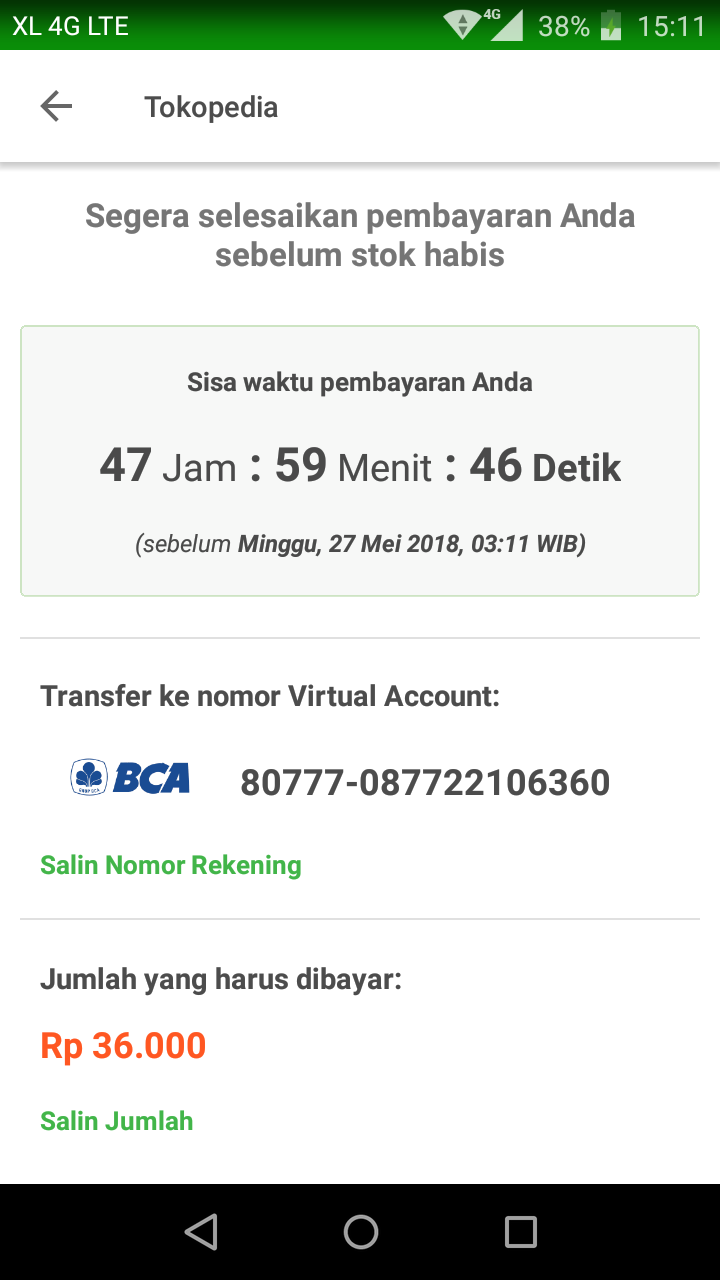 XL 4G LTE 4G 38% 15:11
Tokopedia
Segera selesaikan pembayaran Anda
sebelum stok habis
Sisa waktu pembayaran Anda
47 Jam : 59 Menit : 46 Detik
(sebelum Minggu, 27 Mei 2018, 03:11 WIB)
Transfer ke nomor Virtual Account:
BCA 80777-087722106360
Salin Nomor Rekening
Jumlah yang harus dibayar:
Rp 36.000
Salin Jumlah